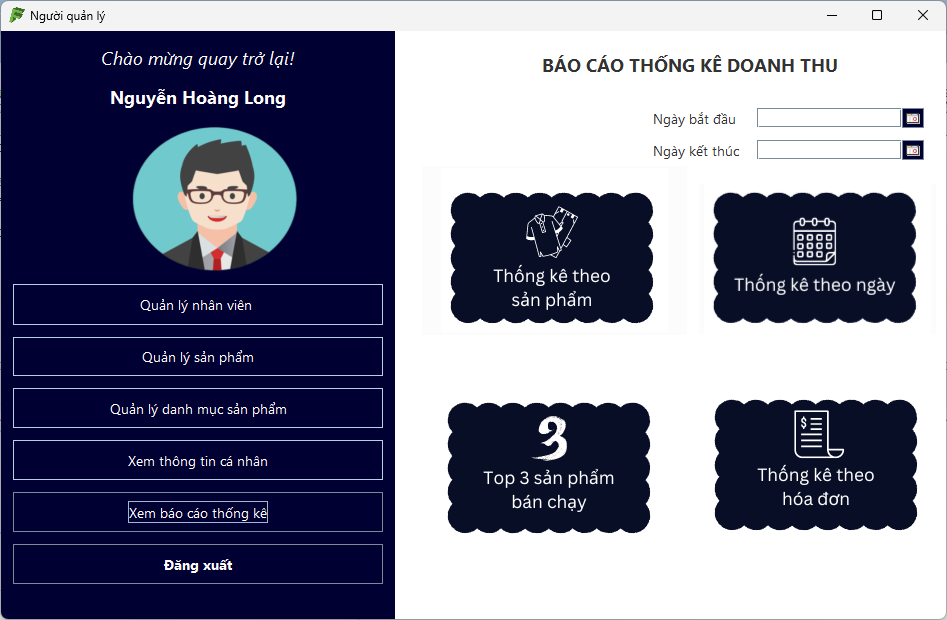 Người quản lý
Chào mừng quay trở lại!
Nguyễn Hoàng Long
Quản lý nhân viên
Quản lý sản phẩm
Quản lý danh mục sản phẩm
Xem thông tin cá nhân
Xem báo cáo thống kê
Đăng xuất
BÁO CÁO THỐNG KÊ DOANH THU
Ngày bắt đầu
Ngày kết thúc
Thống kê theo
sản phẩm
Thống kê theo ngày
3
Top 3 sản phẩm
bán chạy
$
Thống kê theo
hóa đơn